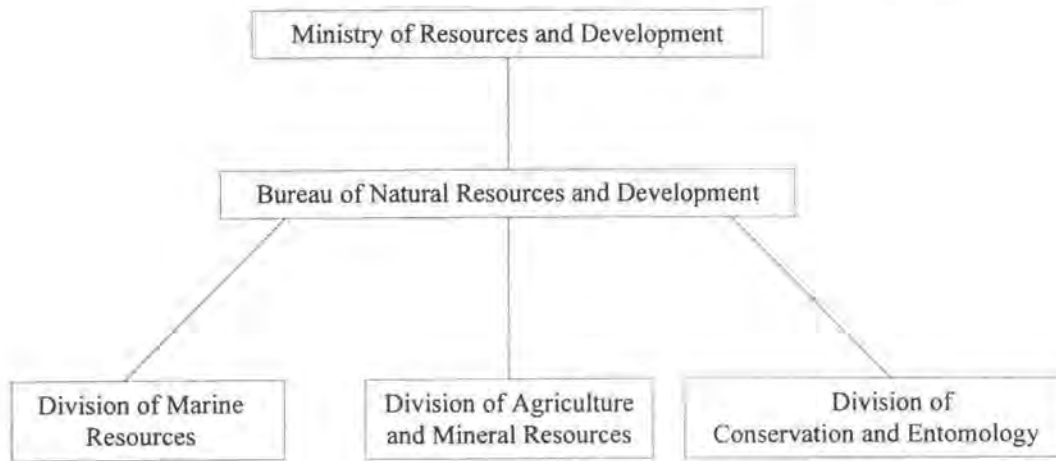 Ministry of Resources and Development
Bureau of Natural Resources and Development
Division of Marine
Resources
Division of Agriculture
and Mineral Resources
Division of
Conservation and Entomology